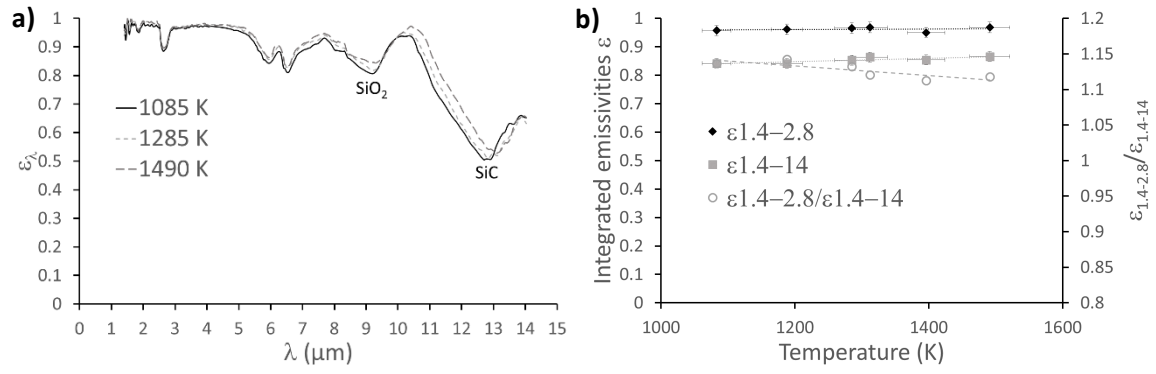 a)
ελ
1
0.9
0.8
0.7
0.6
0.5
0.4
0.3
0.2
0.1
0
0 1 2 3 4 5 6 7 8 9 10 11 12 13 14 15
λ (µm)
1085 K
1285 K
1490 K
SiO2
SiC
b)
Integrated emissivities ε
1
0.9
0.8
0.7
0.6
0.5
0.4
0.3
0.2
0.1
0
1000 1200 1400 1600
Temperature (K)
ε1.4–2.8
ε1.4–14
ε1.4–2.8/ε1.4–14
1.2
1.15
1.1
1.05
1
0.95
0.9
0.85
0.8
ε1.4-2.8/ε1.4-14